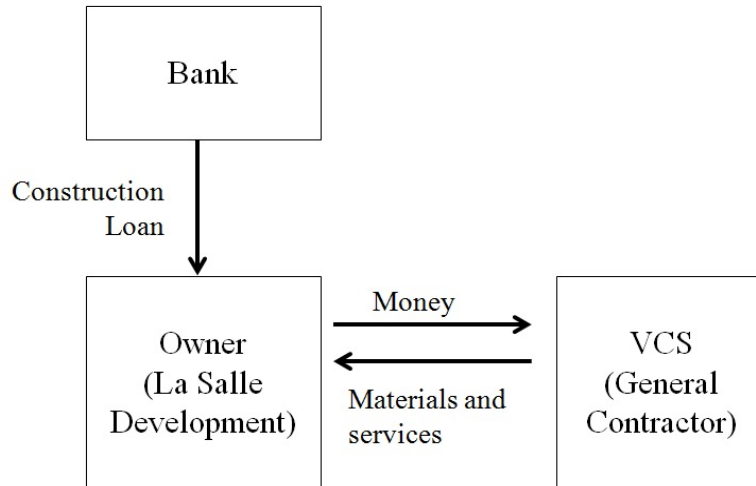 Bank
Construction
Loan
Owner
(La Salle
Development)
Money
Materials and
services
VCS
(General
Contractor)